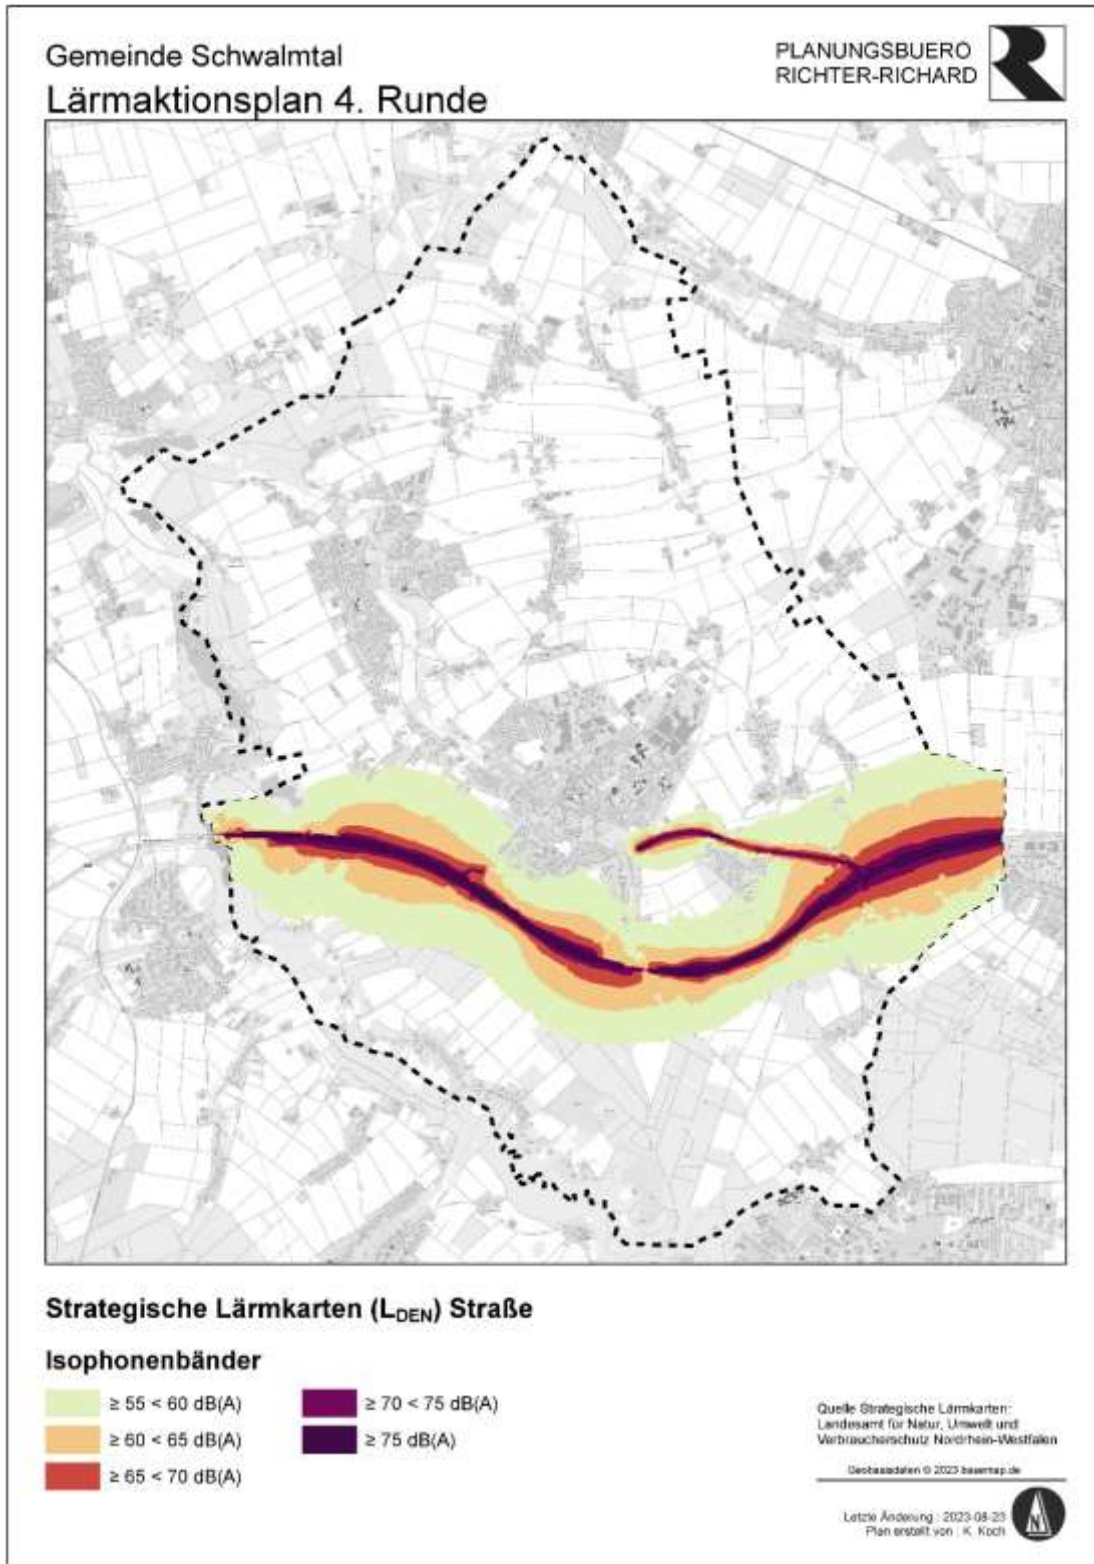 Gemeinde Schwalmtal
Lärmaktionsplan 4. Runde
PLANUNGSBUERO
RICHTER-RICHARD
Strategische Lärmkarten (LDEN) Straße
Isophonenbänder
≥ 55 < 60 dB(A)
≥ 60 < 65 dB(A)
≥ 65 < 70 dB(A)
≥ 70 < 75 dB(A)
≥ 75 dB(A)
Quelle Strategische Lärmkarten:
Landesamt für Natur, Umwelt und
Verbraucherschutz Nordrhein-Westfalen
Geobasisdaten © 2023 basemap.de
Letzte Änderung : 2023-08-23
Plan erstellt von : K. Koch
N